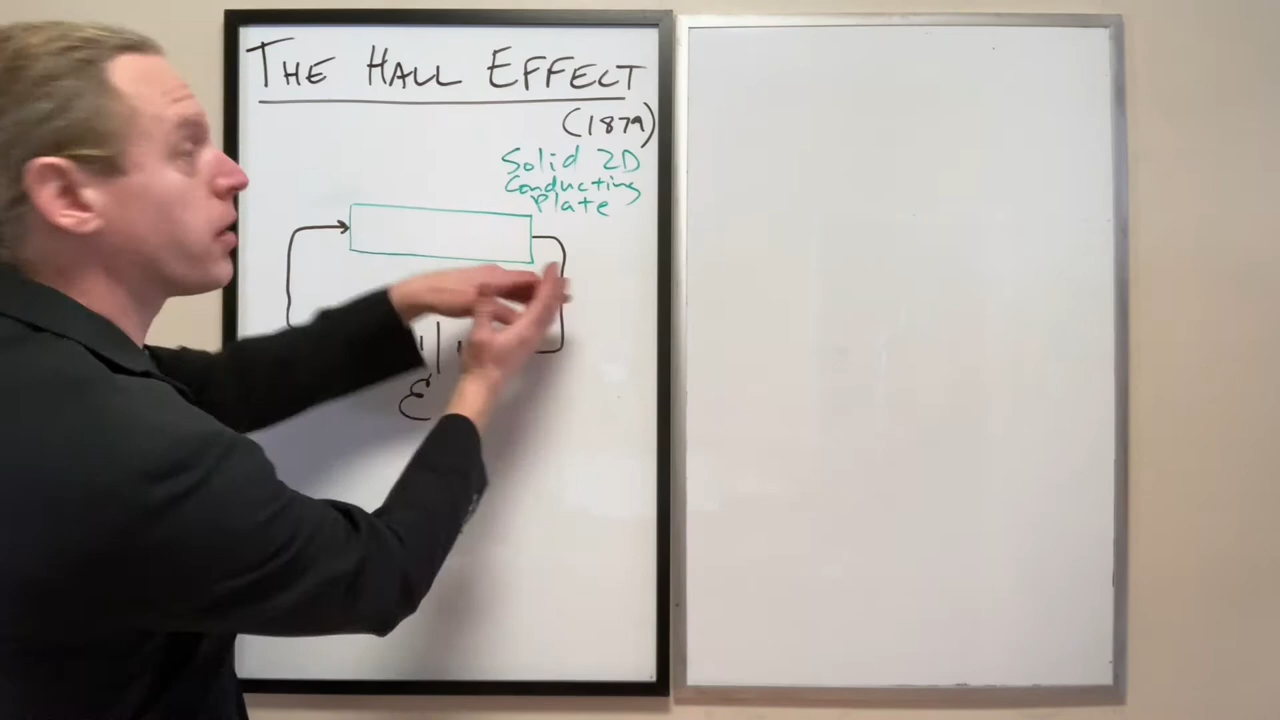 THE HALL EFFECT
(1879)
Solid 2D
Conducting
Plate
ℰ